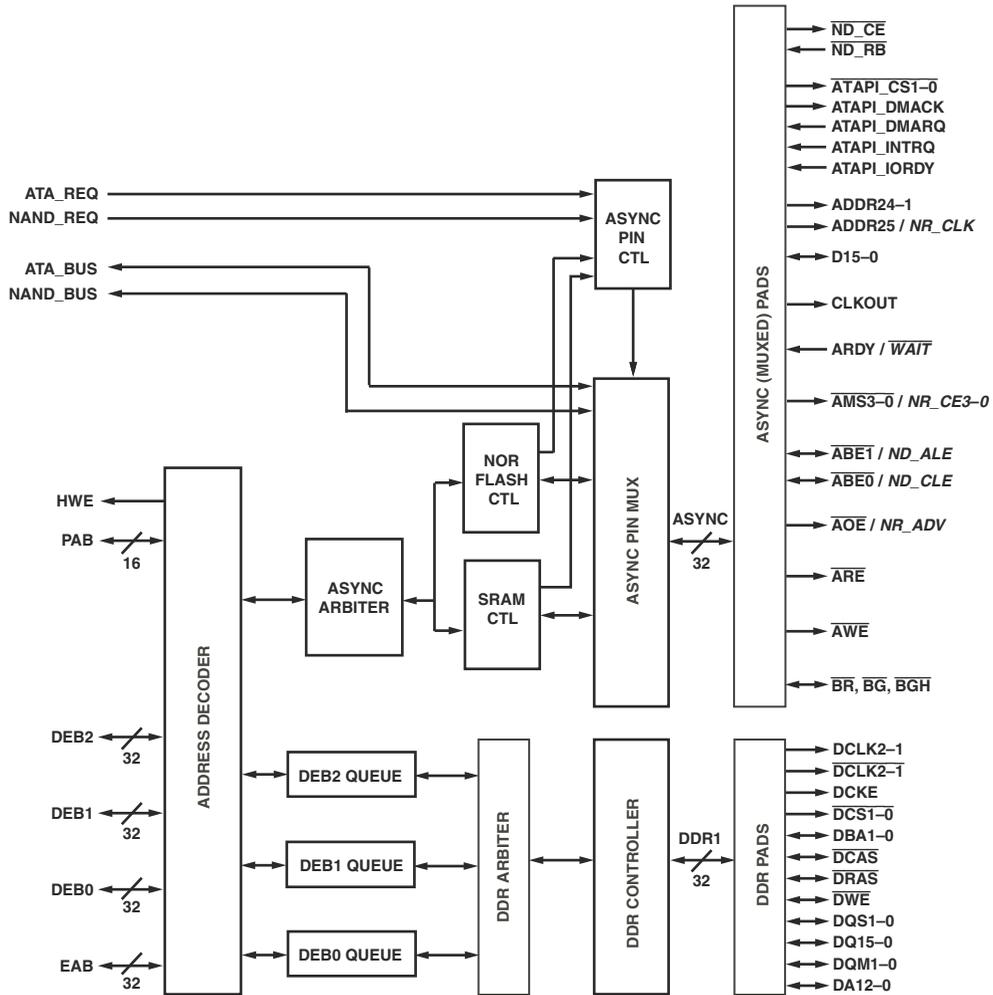 ND_CE
ND_RB
ATAPI_CS1–0
ATAPI_DMACK
ATAPI_DMARQ
ATAPI_INTRQ
ATAPI_IORDY
ADDR24–1
ADDR25 / NR_CLK
D15–0
CLKOUT
ARDY / WAIT
AMS3–0 / NR_CE3–0
ABE1 / ND_ALE
ABE0 / ND_CLE
AOE / NR_ADV
ARE
AWE
BR, BG, BGH
ASYNC (MUXED) PADS
ATA_REQ
NAND_REQ
ATA_BUS
NAND_BUS
ASYNC
PIN
CTL
NOR
FLASH
CTL
SRAM
CTL
ASYNC PIN MUX
ASYNC
32
ASYNC
ARBITER
HWE
PAB
16
ADDRESS DECODER
DEB2
32
DEB1
32
DEB0
32
EAB
32
DEB2 QUEUE
DEB1 QUEUE
DEB0 QUEUE
DDR ARBITER
DDR CONTROLLER
DDR1
32
DDR PADS
DCLK2–1
DCLK2–1
DCKE
DCS1–0
DBA1–0
DCAS
DRAS
DWE
DQS1–0
DQ15–0
DQM1–0
DA12–0